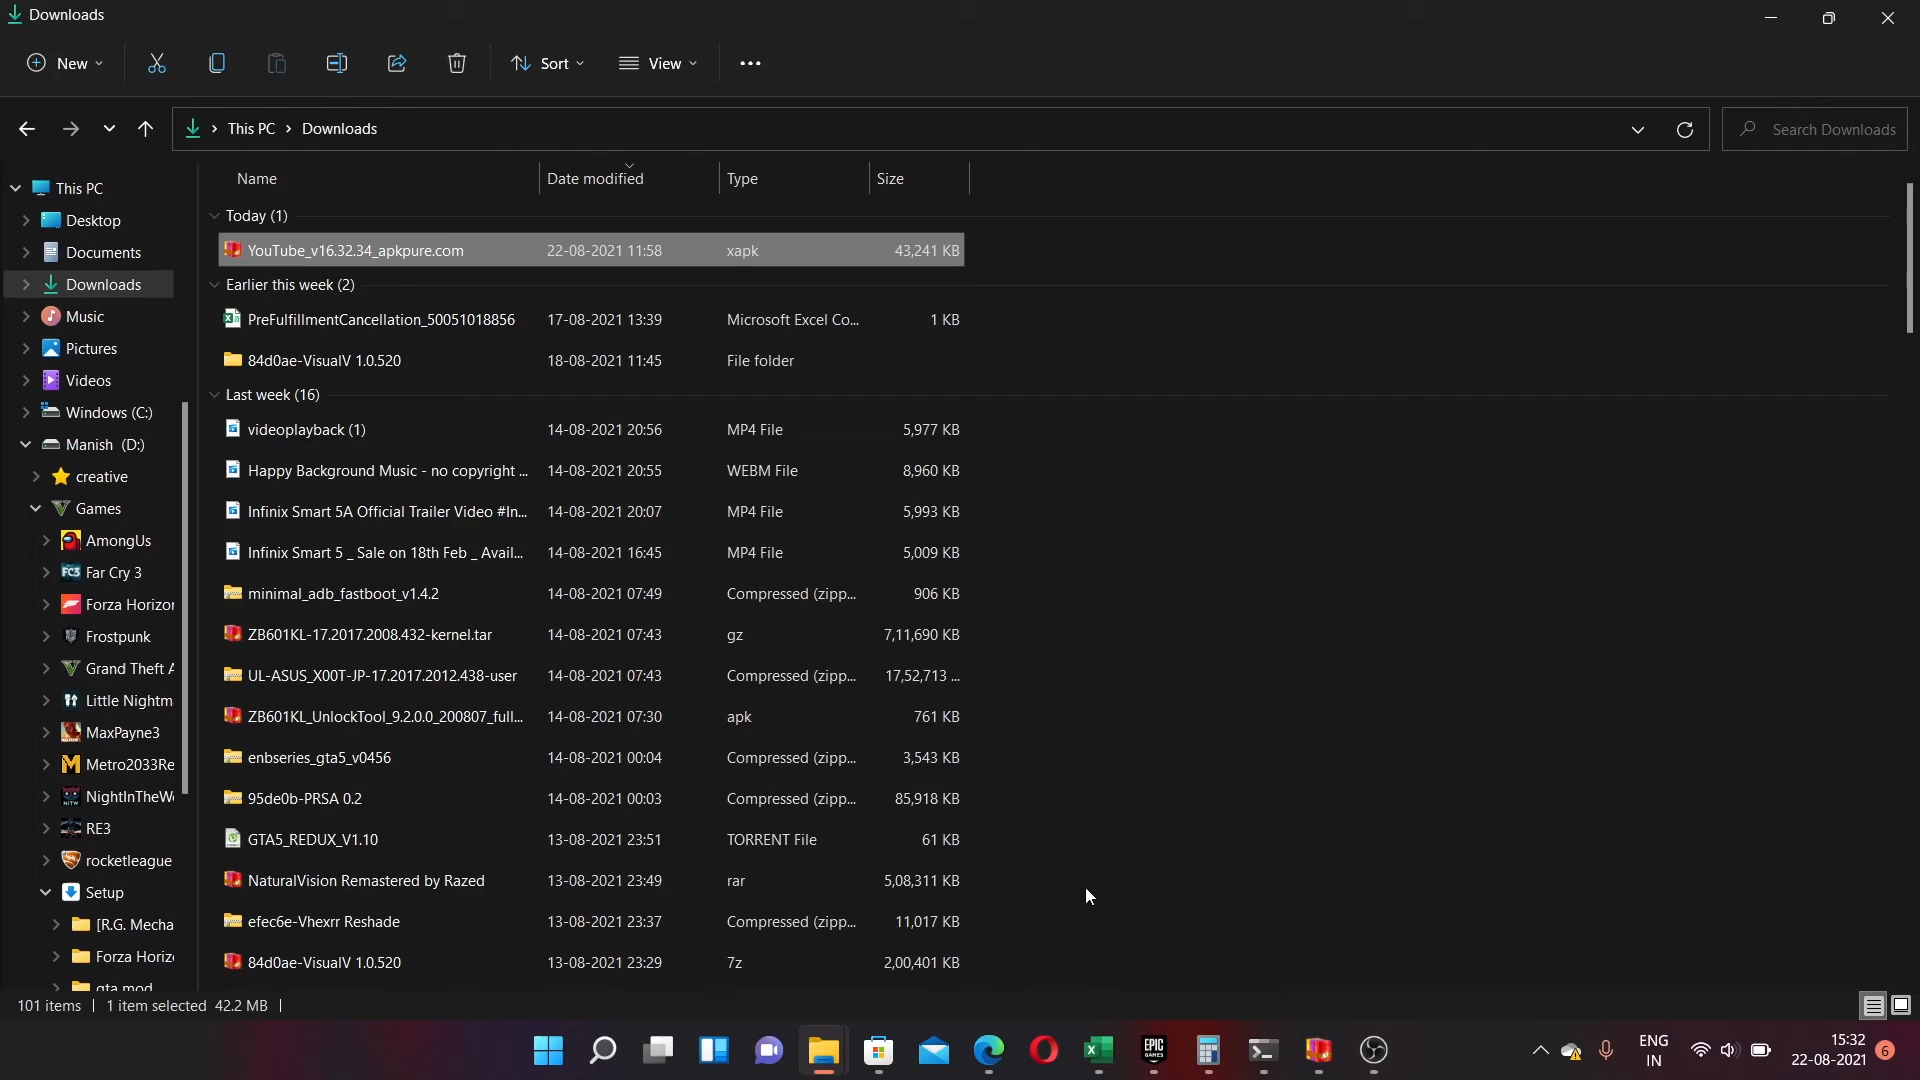 Downloads
New
Sort
View
This PC > Downloads
Search Downloads
Name
Date modified
Type
Size
This PC
Desktop
Documents
Downloads
Music
Pictures
Videos
Windows (C:)
Manish (D:)
creative
Games
AmongUs
Far Cry 3
Forza Horizon
Frostpunk
Grand Theft A
Little Nightm
MaxPayne3
Metro2033Re
NightInTheWo
RE3
rocketleague
Setup
[R.G. Mecha
Forza Horizo
gta mod
Today (1)
YouTube_v16.32.34_apkpure.com 22-08-2021 11:58 xapk 43,241 KB
Earlier this week (2)
PreFulfillmentCancellation_50051018856 17-08-2021 13:39 Microsoft Excel Co... 1 KB
84d0ae-VisualV 1.0.520 18-08-2021 11:45 File folder
Last week (16)
videoplayback (1) 14-08-2021 20:56 MP4 File 5,977 KB
Happy Background Music - no copyright ... 14-08-2021 20:55 WEBM File 8,960 KB
Infinix Smart 5A Official Trailer Video #In... 14-08-2021 20:07 MP4 File 5,993 KB
Infinix Smart 5 _ Sale on 18th Feb _ Avail... 14-08-2021 16:45 MP4 File 5,009 KB
minimal_adb_fastboot_v1.4.2 14-08-2021 07:49 Compressed (zipp... 906 KB
ZB601KL-17.2017.2008.432-kernel.tar 14-08-2021 07:43 gz 7,11,690 KB
UL-ASUS_X00T-JP-17.2017.2012.438-user 14-08-2021 07:43 Compressed (zipp... 17,52,713 ...
ZB601KL_UnlockTool_9.2.0.0_200807_full... 14-08-2021 07:30 apk 761 KB
enbseries_gta5_v0456 14-08-2021 00:04 Compressed (zipp... 3,543 KB
95de0b-PRSA 0.2 14-08-2021 00:03 Compressed (zipp... 85,918 KB
GTA5_REDUX_V1.10 13-08-2021 23:51 TORRENT File 61 KB
NaturalVision Remastered by Razed 13-08-2021 23:49 rar 5,08,311 KB
efec6e-Vhexrr Reshade 13-08-2021 23:37 Compressed (zipp... 11,017 KB
84d0ae-VisualV 1.0.520 13-08-2021 23:29 7z 2,00,401 KB
101 items
1 item selected 42.2 MB
EPIC
GAMES
ENG
IN
15:32
22-08-2021
6